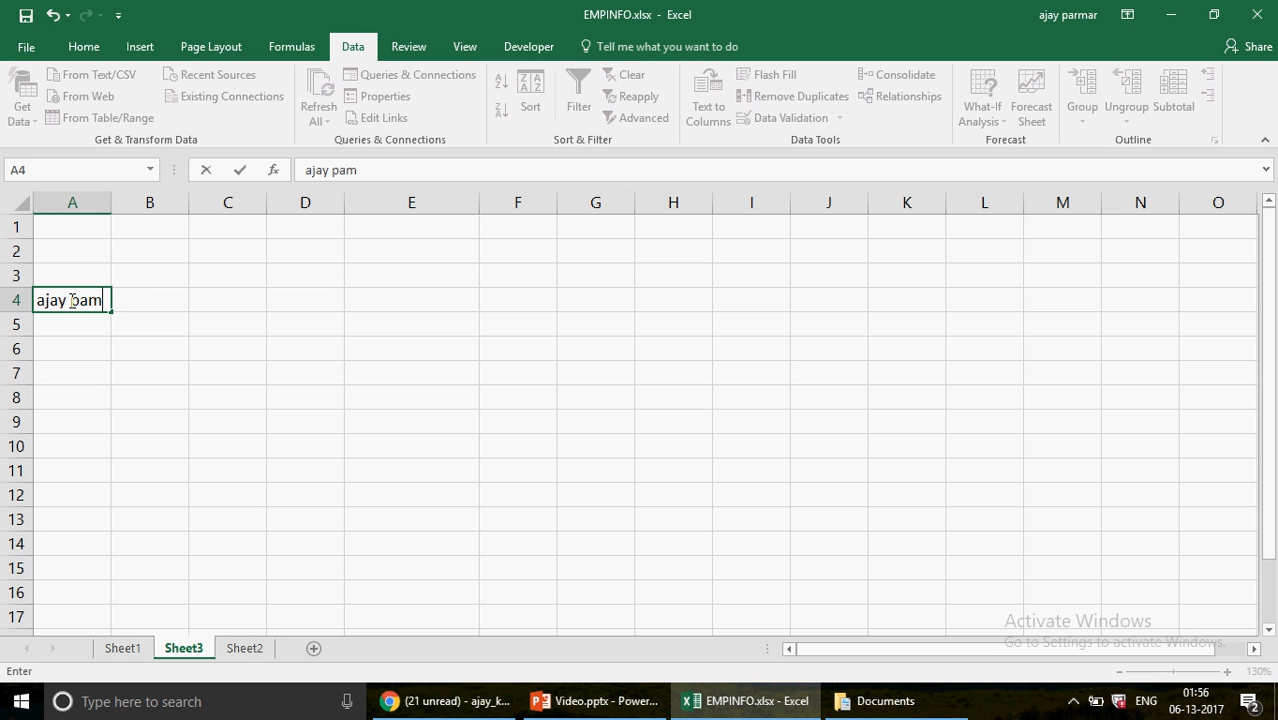 EMPINFO.xlsx - Excel
ajay parmar
File Home Insert Page Layout Formulas Data Review View Developer Tell me what you want to do Share
Get Data
From Text/CSV
From Web
From Table/Range
Recent Sources
Existing Connections
Get & Transform Data
Refresh All
Queries & Connections
Properties
Edit Links
Queries & Connections
Sort
Filter
Clear
Reapply
Advanced
Sort & Filter
Text to Columns
Flash Fill
Remove Duplicates
Data Validation
Consolidate
Relationships
Data Tools
What-If Analysis
Forecast Sheet
Forecast
Group
Ungroup
Subtotal
Outline
A4
fx
ajay pam
A B C D E F G H I J K L M N O
1
2
3
4 ajay pam
5
6
7
8
9
10
11
12
13
14
15
16
17
Activate Windows
Go to Settings to activate Windows.
Sheet1 Sheet3 Sheet2
Enter
130%
Type here to search
(21 unread) - ajay_k...
Video.pptx - Power...
EMPINFO.xlsx - Excel
Documents
ENG
01:56
06-13-2017
2